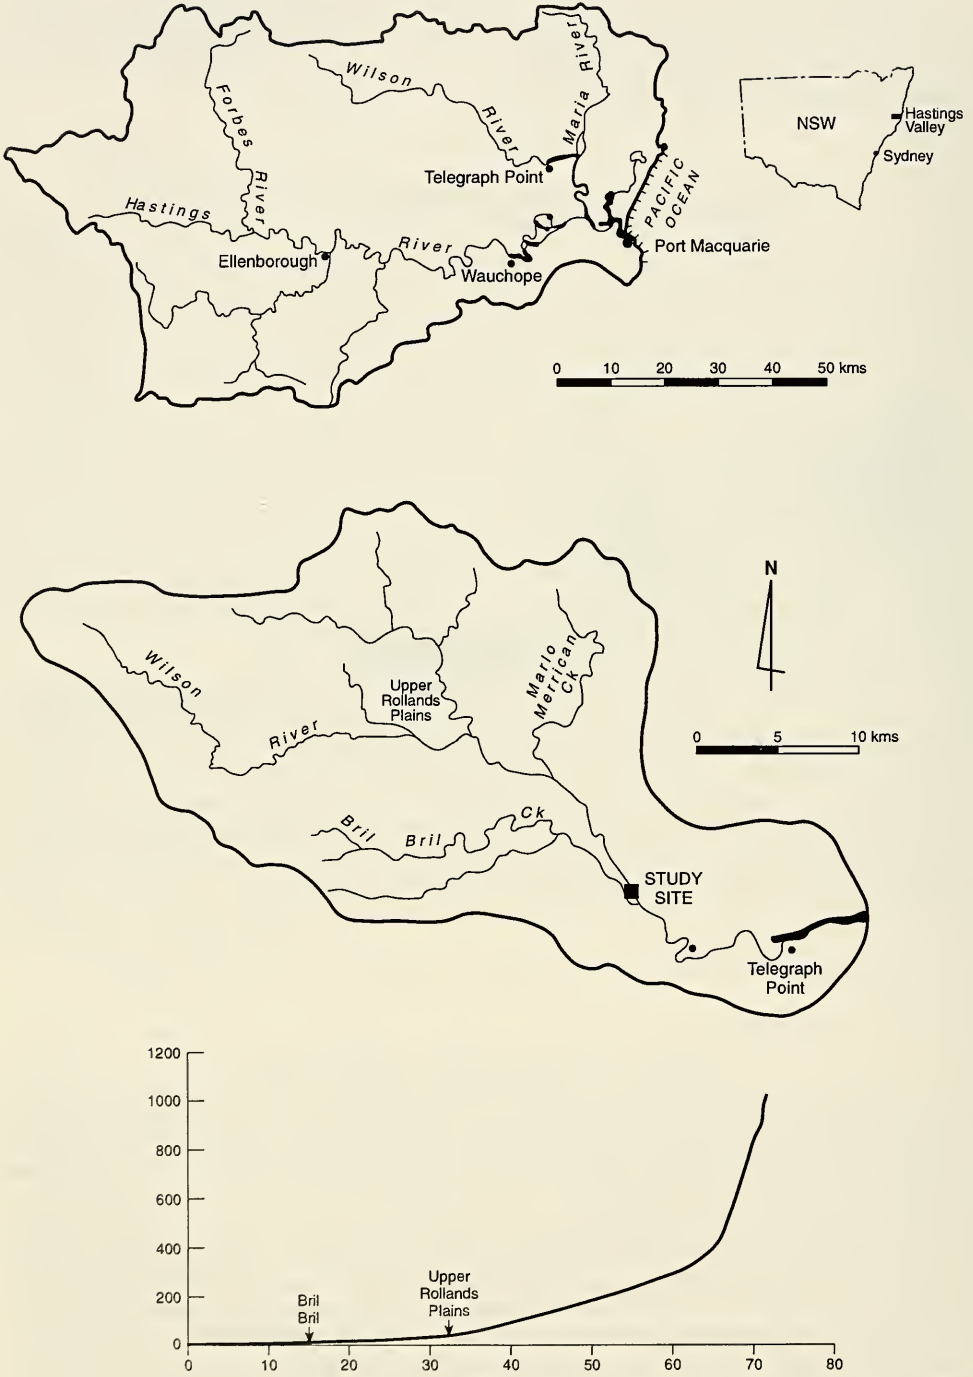 Forbes
River
Wilson
River
Maria River
Telegraph Point
Hastings
River
Ellenborough
Wauchope
PACIFIC
OCEAN
Port Macquarie
NSW
Hastings
Valley
Sydney
0 10 20 30 40 50 kms
N
Wilson
River
Upper
Rollands
Plains
Marlo
Merrican
Ck
0 5 10 kms
Bril
Bril
Ck
STUDY
SITE
Telegraph
Point
1200
1000
800
600
400
200
0
Bril
Bril
Upper
Rollands
Plains
0 10 20 30 40 50 60 70 80